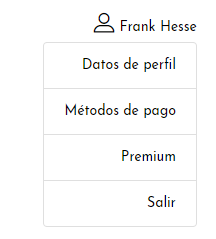 Frank Hesse
Datos de perfil
Métodos de pago
Premium
Salir